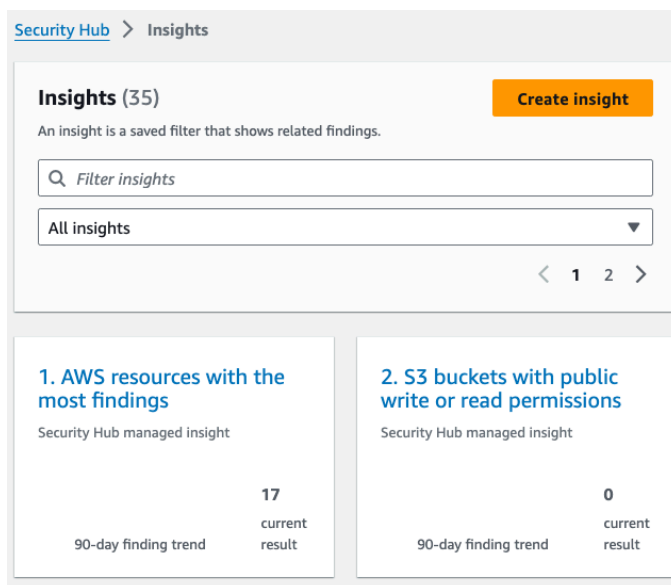 Security Hub > Insights
Insights (35)
Create insight
An insight is a saved filter that shows related findings.
Filter insights
All insights
< 1 2 >
1. AWS resources with the
most findings
Security Hub managed insight
17
current
90-day finding trend result
2. S3 buckets with public
write or read permissions
Security Hub managed insight
0
current
90-day finding trend result